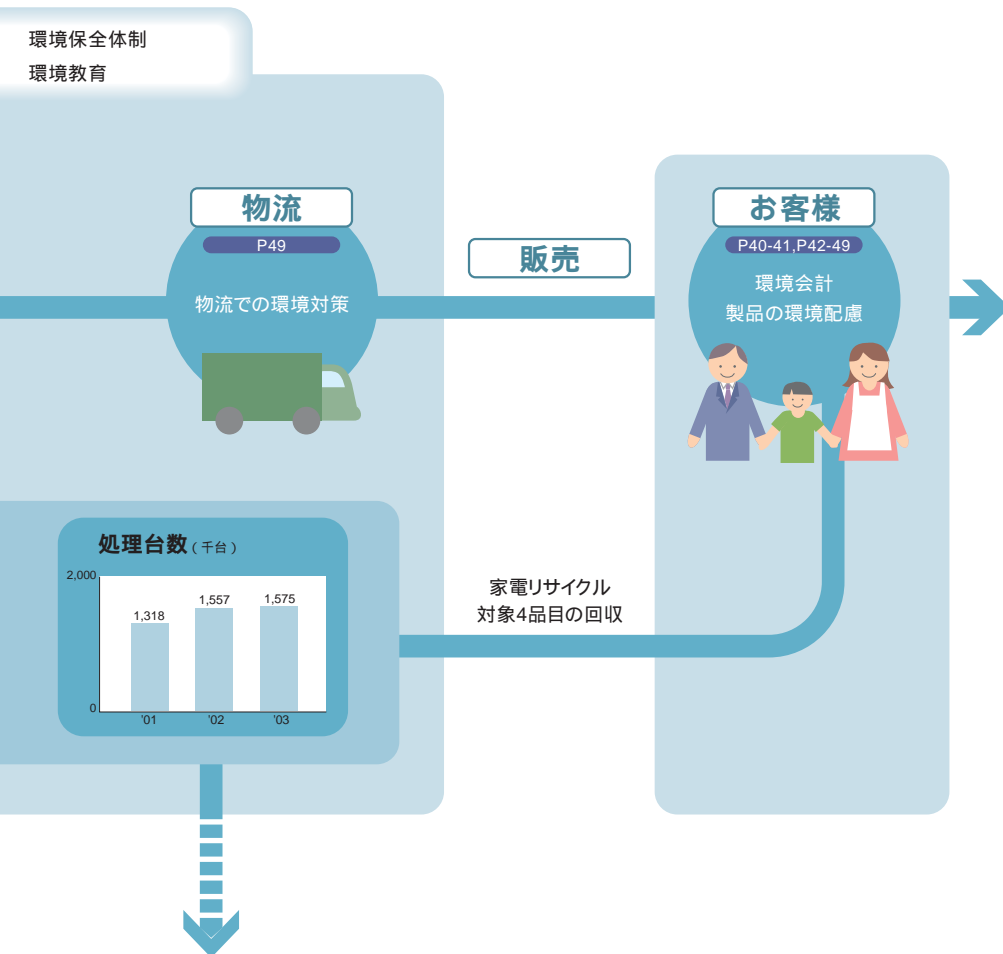 環境保全体制
環境教育
物流
P49
物流での環境対策
販売
お客様
P40-41,P42-49
環境会計
製品の環境配慮
処理台数(千台)
2,000
1,318
1,557
1,575
0
'01
'02
'03
家電リサイクル
対象4品目の回収